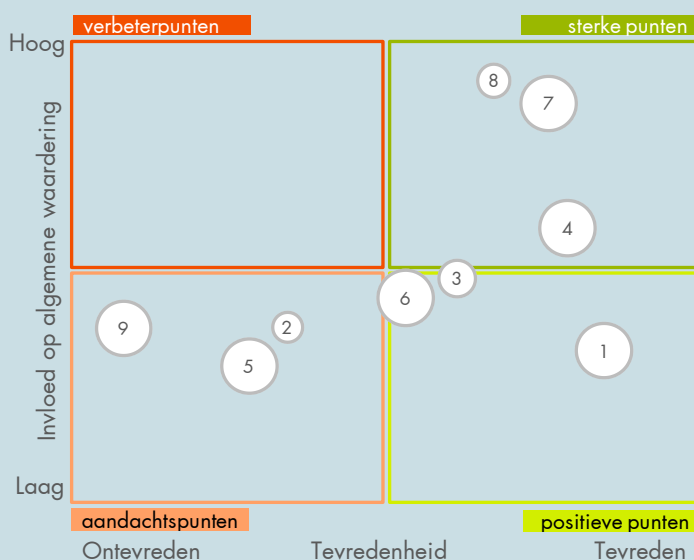 verbeterpunten
sterke punten
Hoog
8
7
Invloed op algemene waardering
4
3
6
9
2
5
1
Laag
aandachtspunten
positieve punten
Ontevreden
Tevredenheid
Tevreden